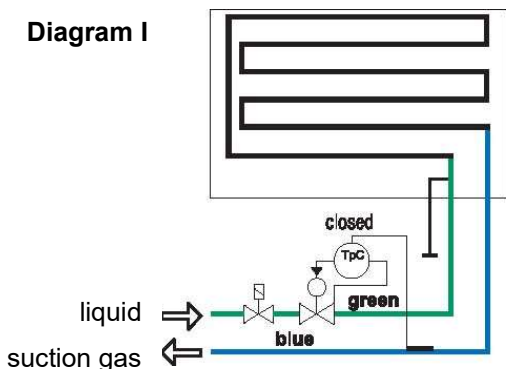 Diagram I
closed
TpC
green
liquid
blue
suction gas